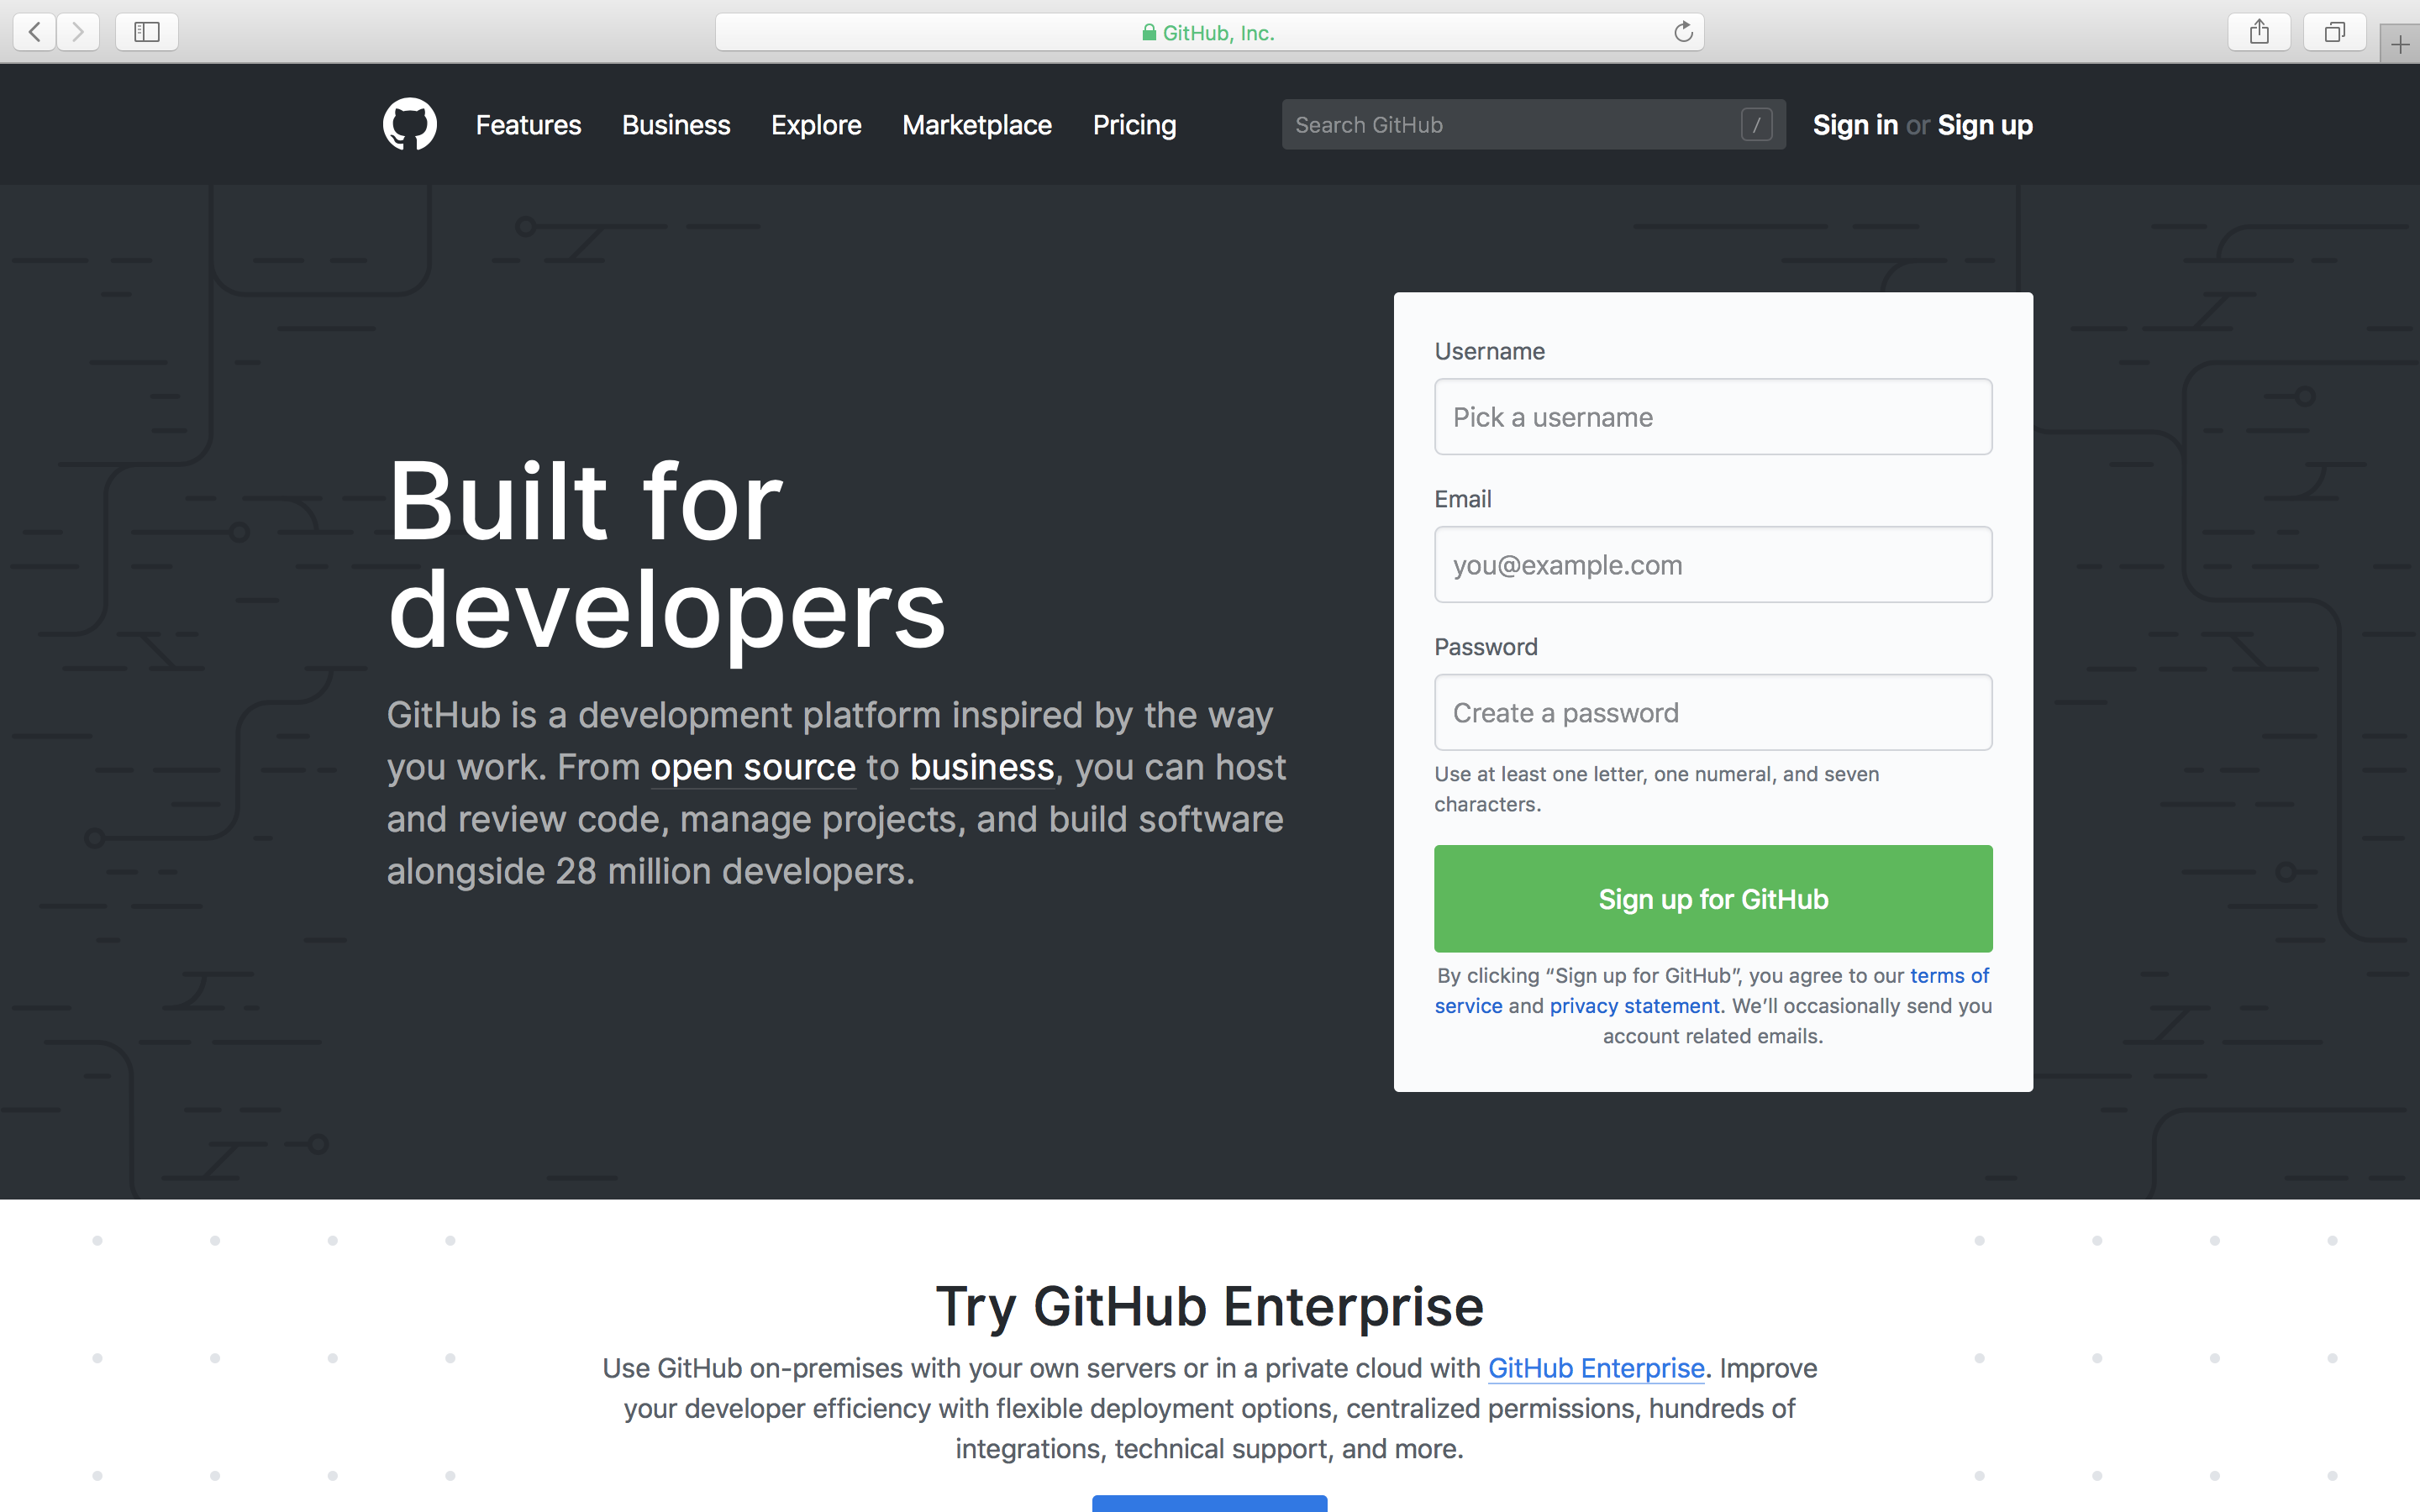 GitHub, Inc.
Features Business Explore Marketplace Pricing Search GitHub / Sign in or Sign up
Built for
developers
GitHub is a development platform inspired by the way
you work. From open source to business, you can host
and review code, manage projects, and build software
alongside 28 million developers.
Username
Pick a username
Email
you@example.com
Password
Create a password
Use at least one letter, one numeral, and seven
characters.
Sign up for GitHub
By clicking “Sign up for GitHub”, you agree to our terms of
service and privacy statement. We’ll occasionally send you
account related emails.
Try GitHub Enterprise
Use GitHub on-premises with your own servers or in a private cloud with GitHub Enterprise. Improve
your developer efficiency with flexible deployment options, centralized permissions, hundreds of
integrations, technical support, and more.